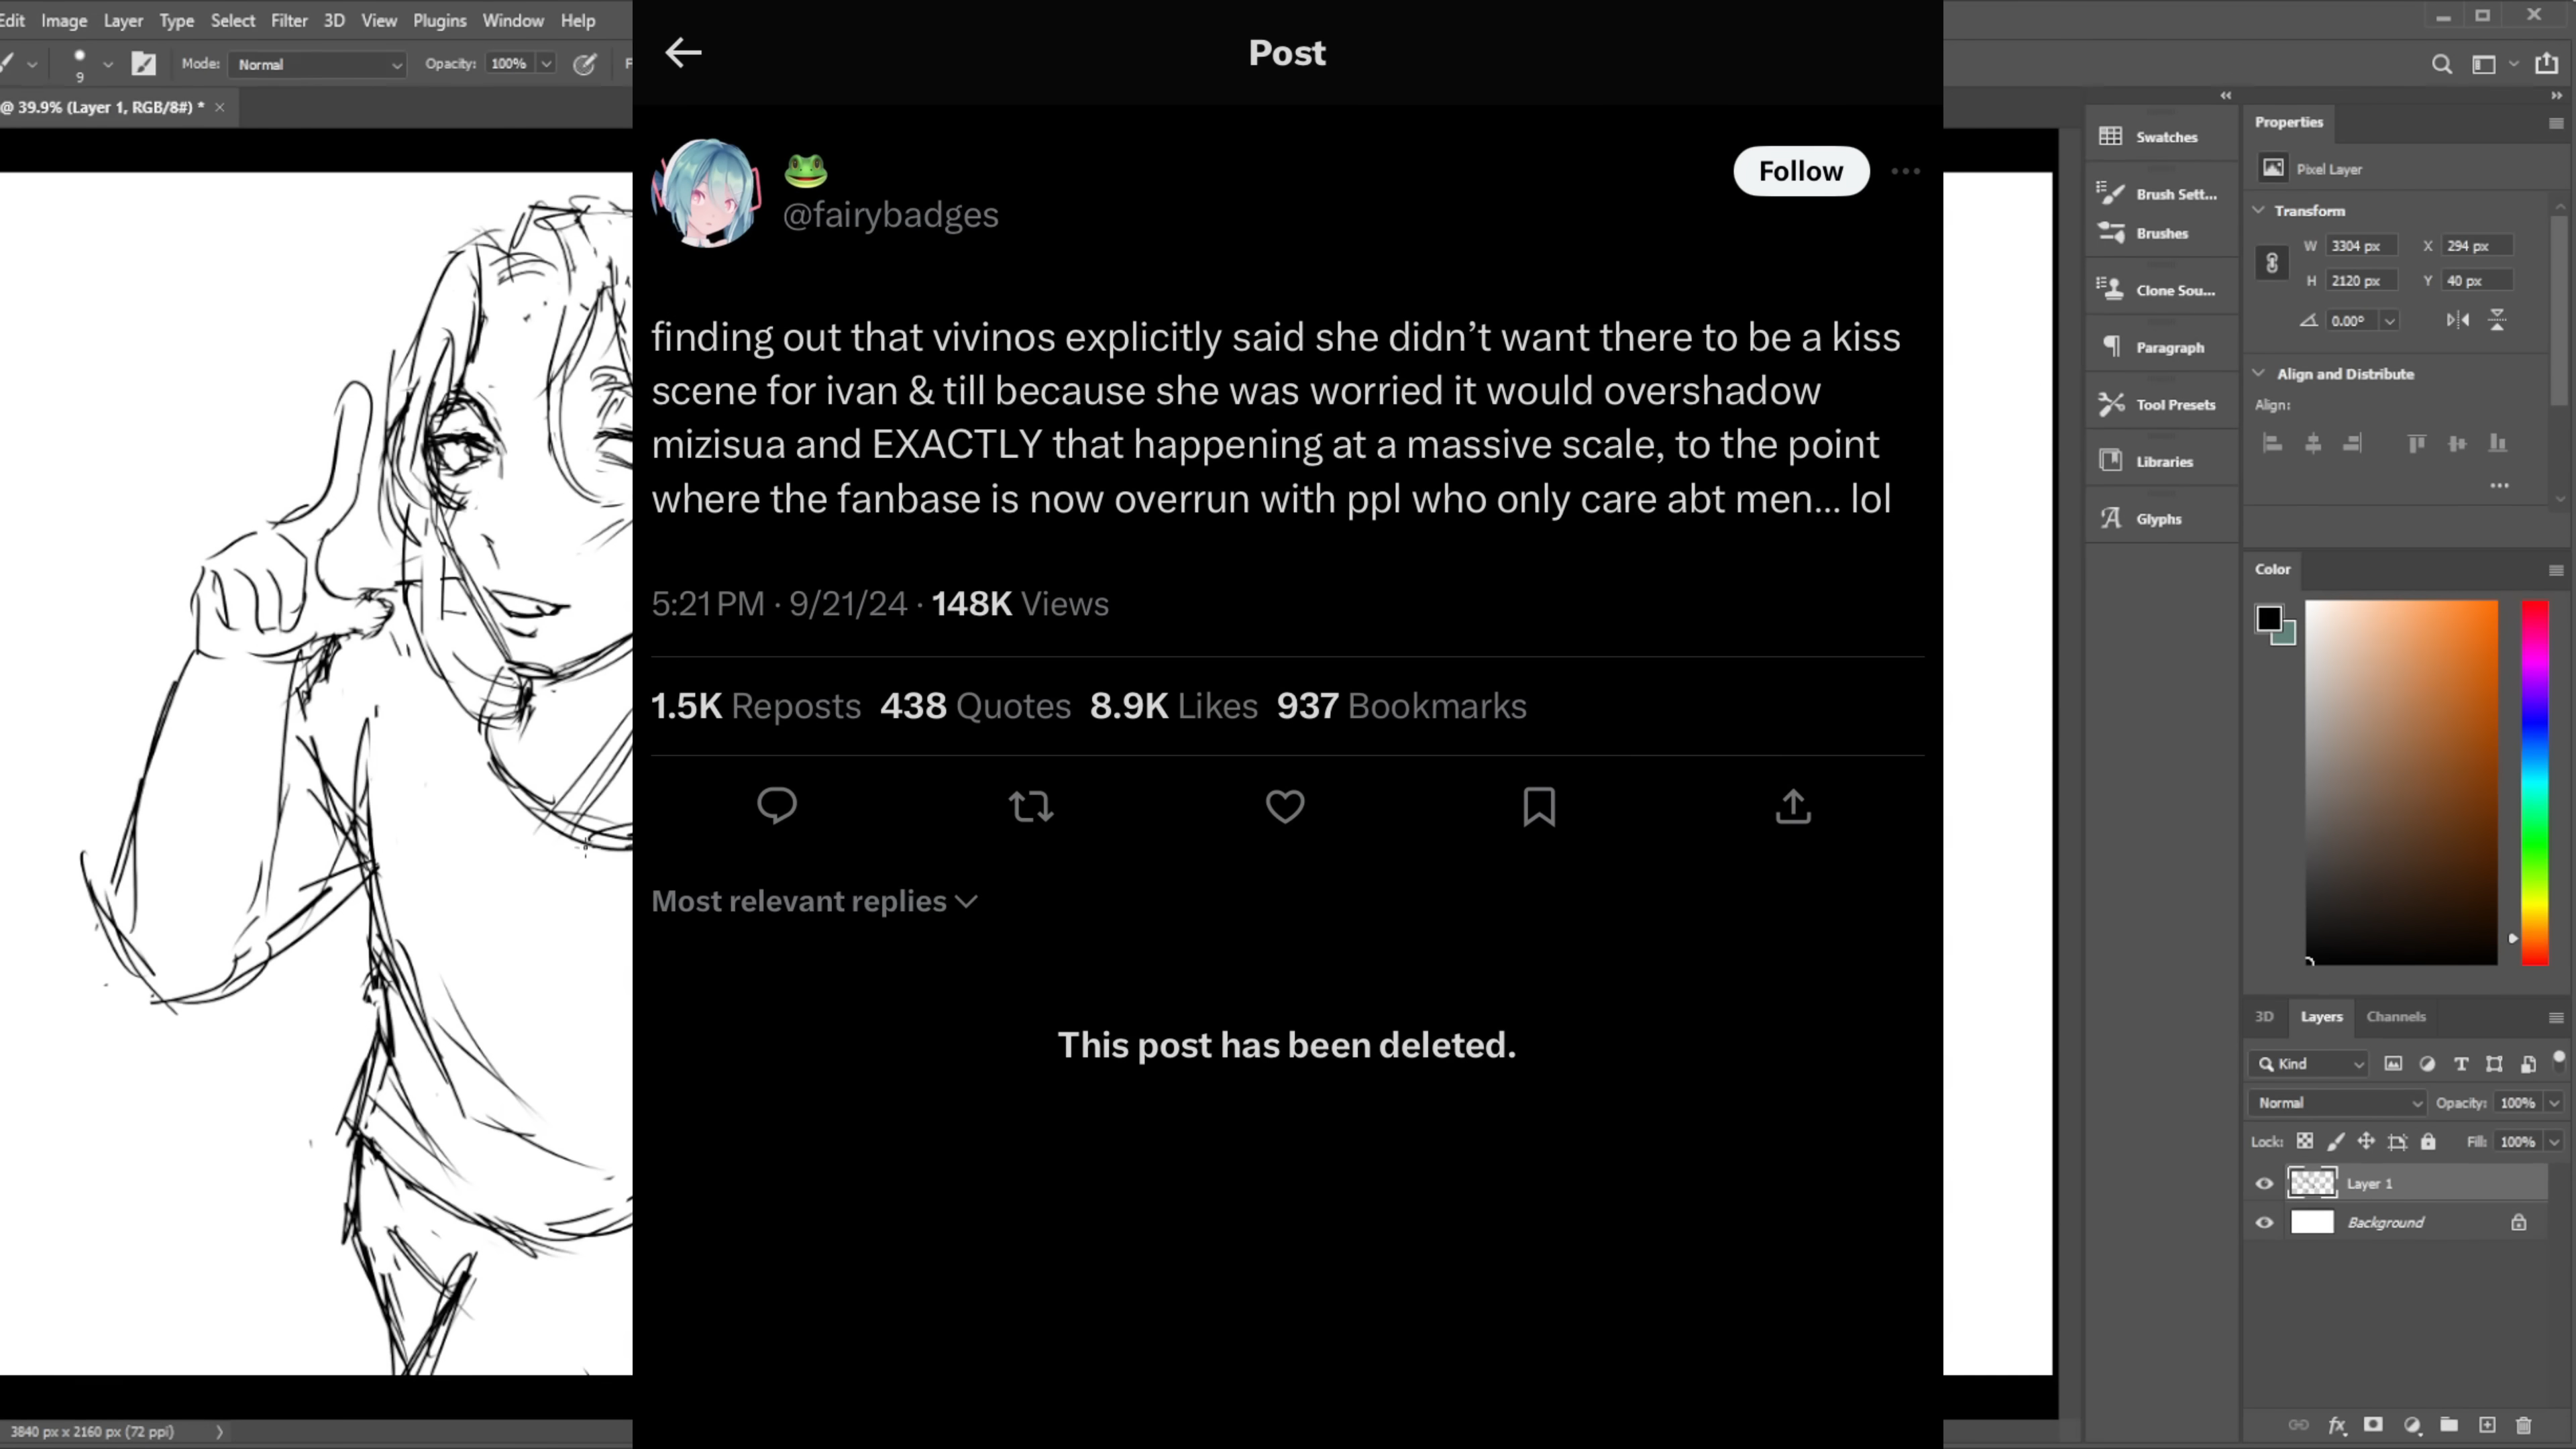 Edit Image Layer Type Select Filter 3D View Plugins Window Help
9 Mode: Normal Opacity: 100% F
@ 39.9% (Layer 1, RGB/8#) * ×
Post
🐸
@fairybadges
Follow
finding out that vivinos explicitly said she didn’t want there to be a kiss
scene for ivan & till because she was worried it would overshadow
mizisua and EXACTLY that happening at a massive scale, to the point
where the fanbase is now overrun with ppl who only care abt men... lol
5:21 PM · 9/21/24 · 148K Views
1.5K Reposts 438 Quotes 8.9K Likes 937 Bookmarks
Most relevant replies
This post has been deleted.
Swatches
Brush Sett...
Brushes
Clone Sou...
Paragraph
Tool Presets
Libraries
Glyphs
Properties
Pixel Layer
Transform
W 3304 px X 294 px
H 2120 px Y 40 px
0.00°
Align and Distribute
Align:
Color
3D Layers Channels
Kind
Normal Opacity: 100%
Lock: Fill: 100%
Layer 1
Background
3840 px x 2160 px (72 ppi)